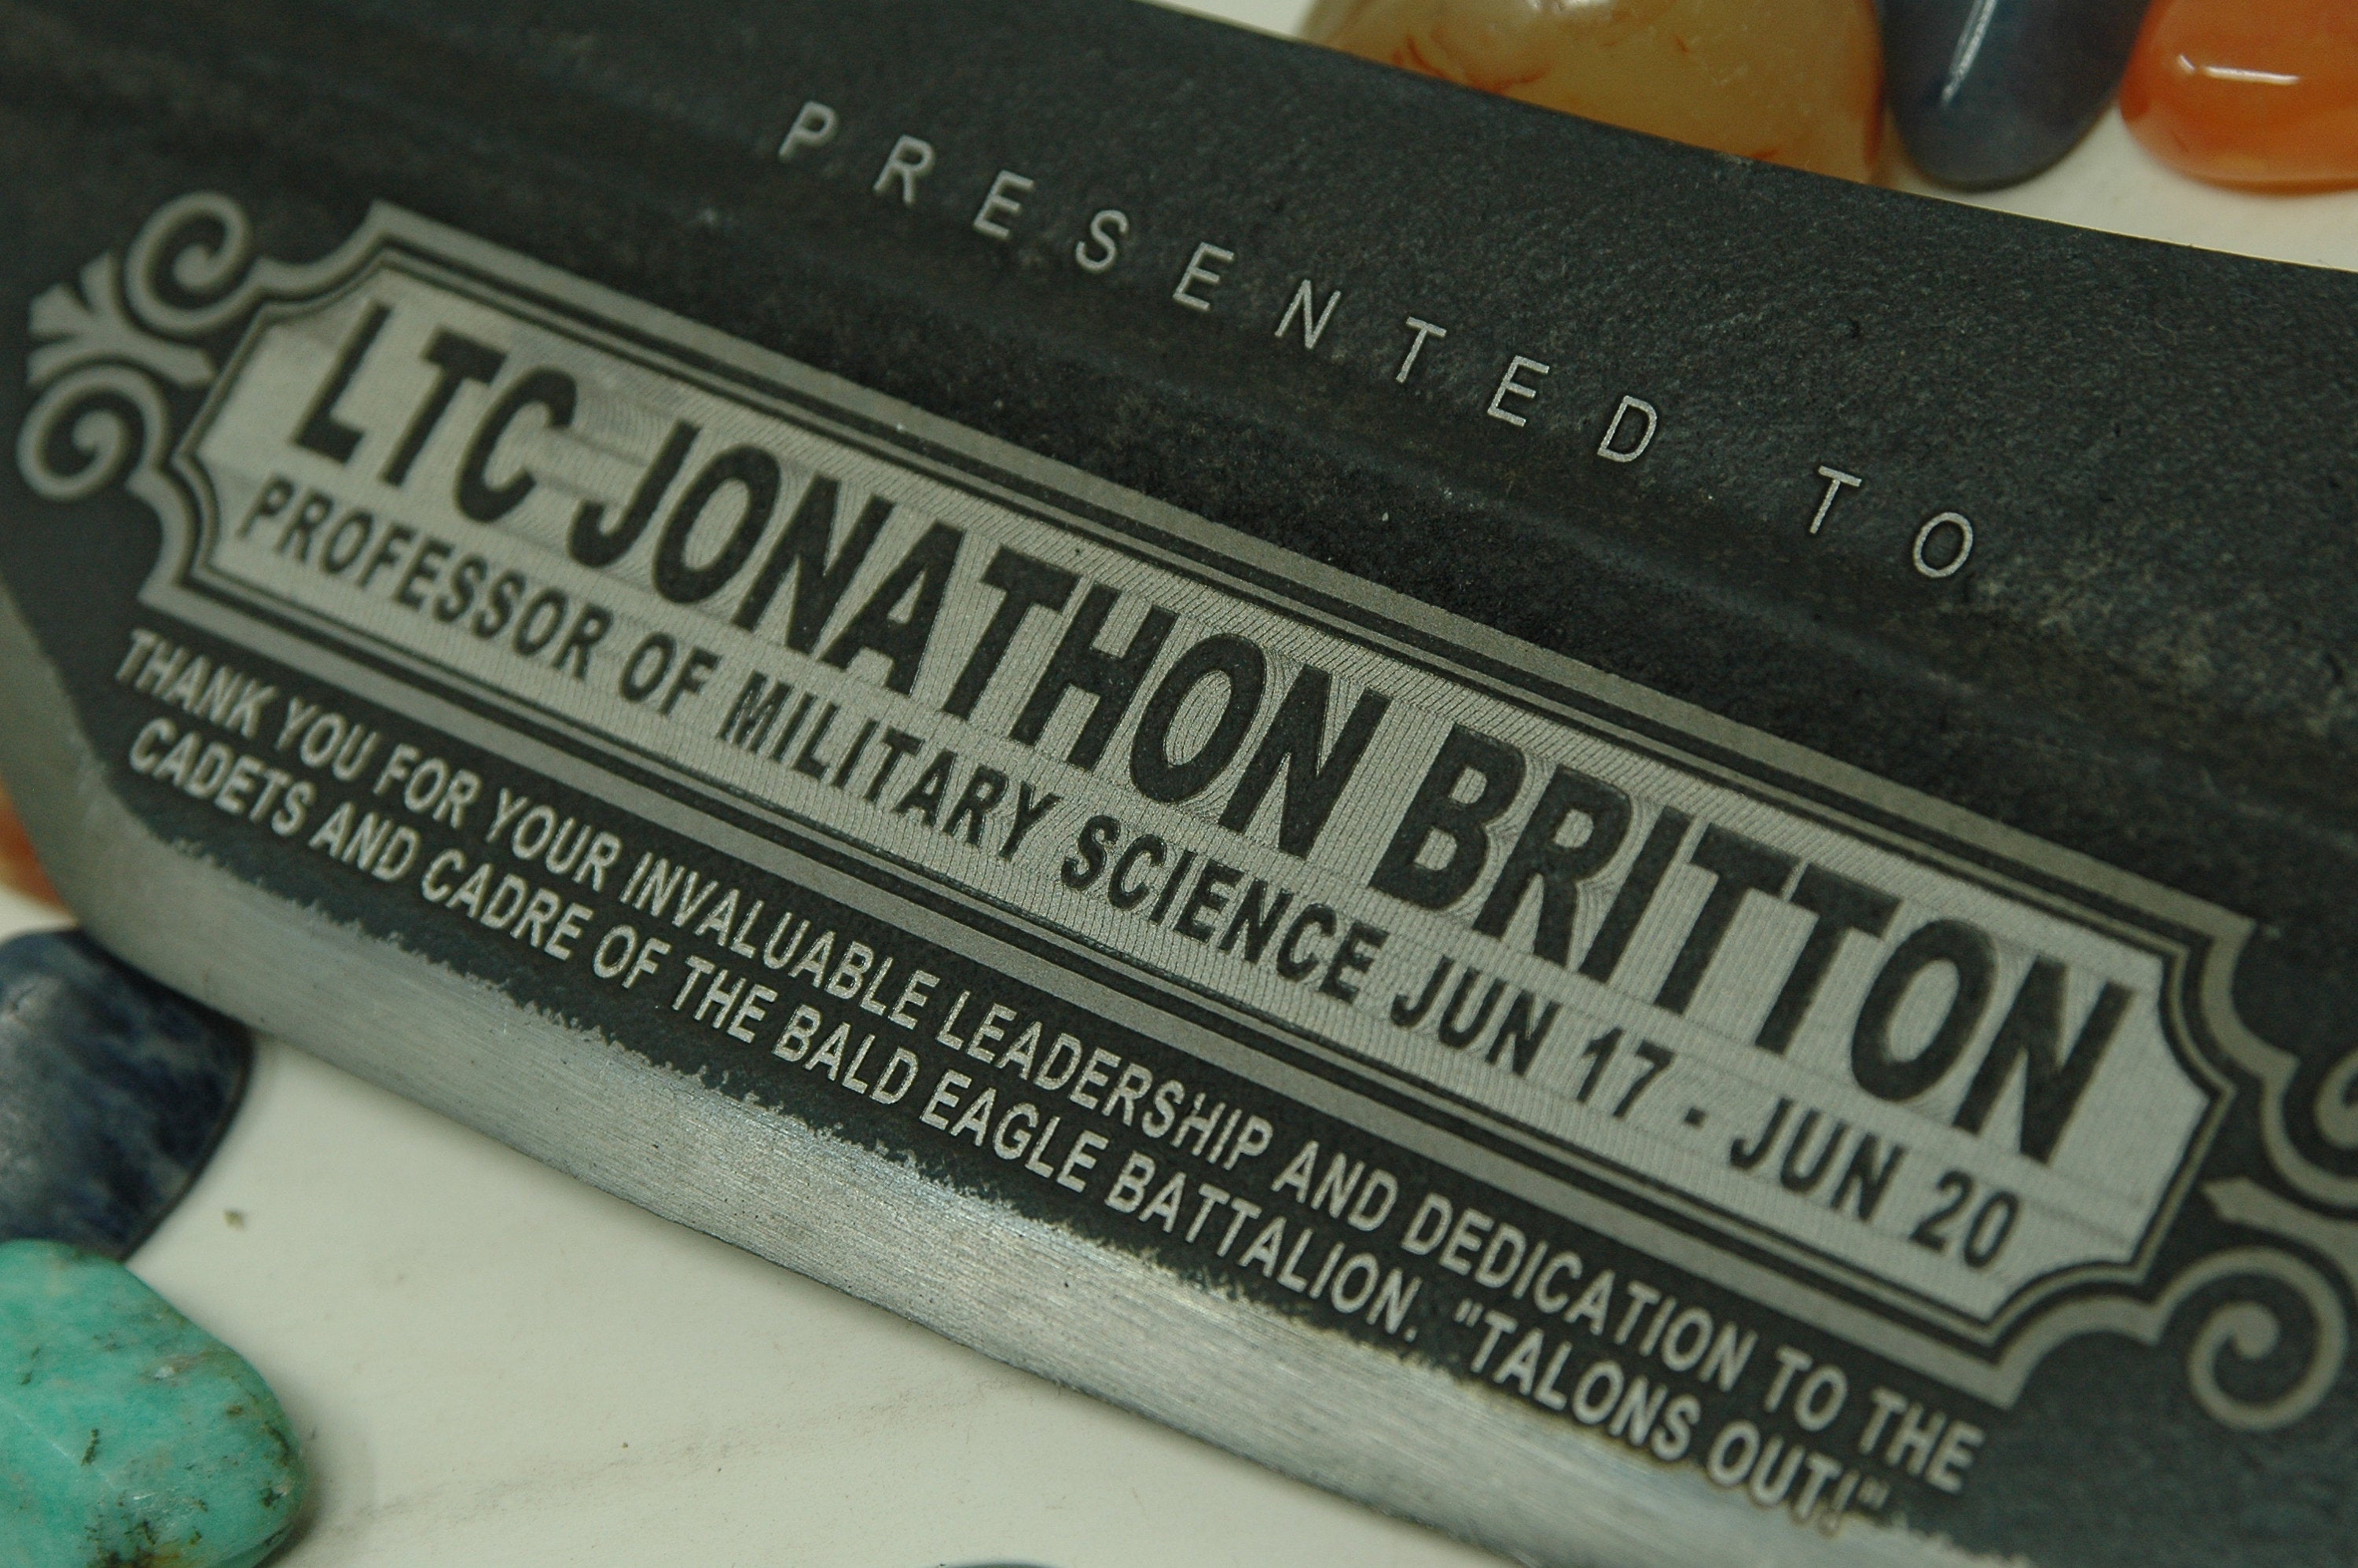 PRESENTED TO
LTC JONATHON BRITTON
PROFESSOR OF MILITARY SCIENCE JUN 17 - JUN 20
THANK YOU FOR YOUR INVALUABLE LEADERSHIP AND DEDICATION TO THE
CADETS AND CADRE OF THE BALD EAGLE BATTALION. "TALONS OUT!"